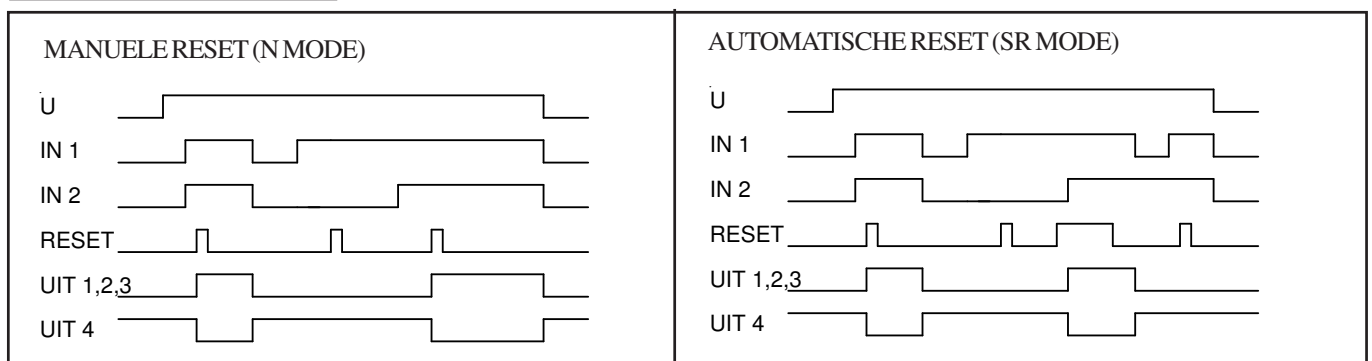 MANUELE RESET (N MODE)
U
IN 1
IN 2
RESET
UIT 1,2,3
UIT 4
AUTOMATISCHE RESET (SR MODE)
U
IN 1
IN 2
RESET
UIT 1,2,3
UIT 4